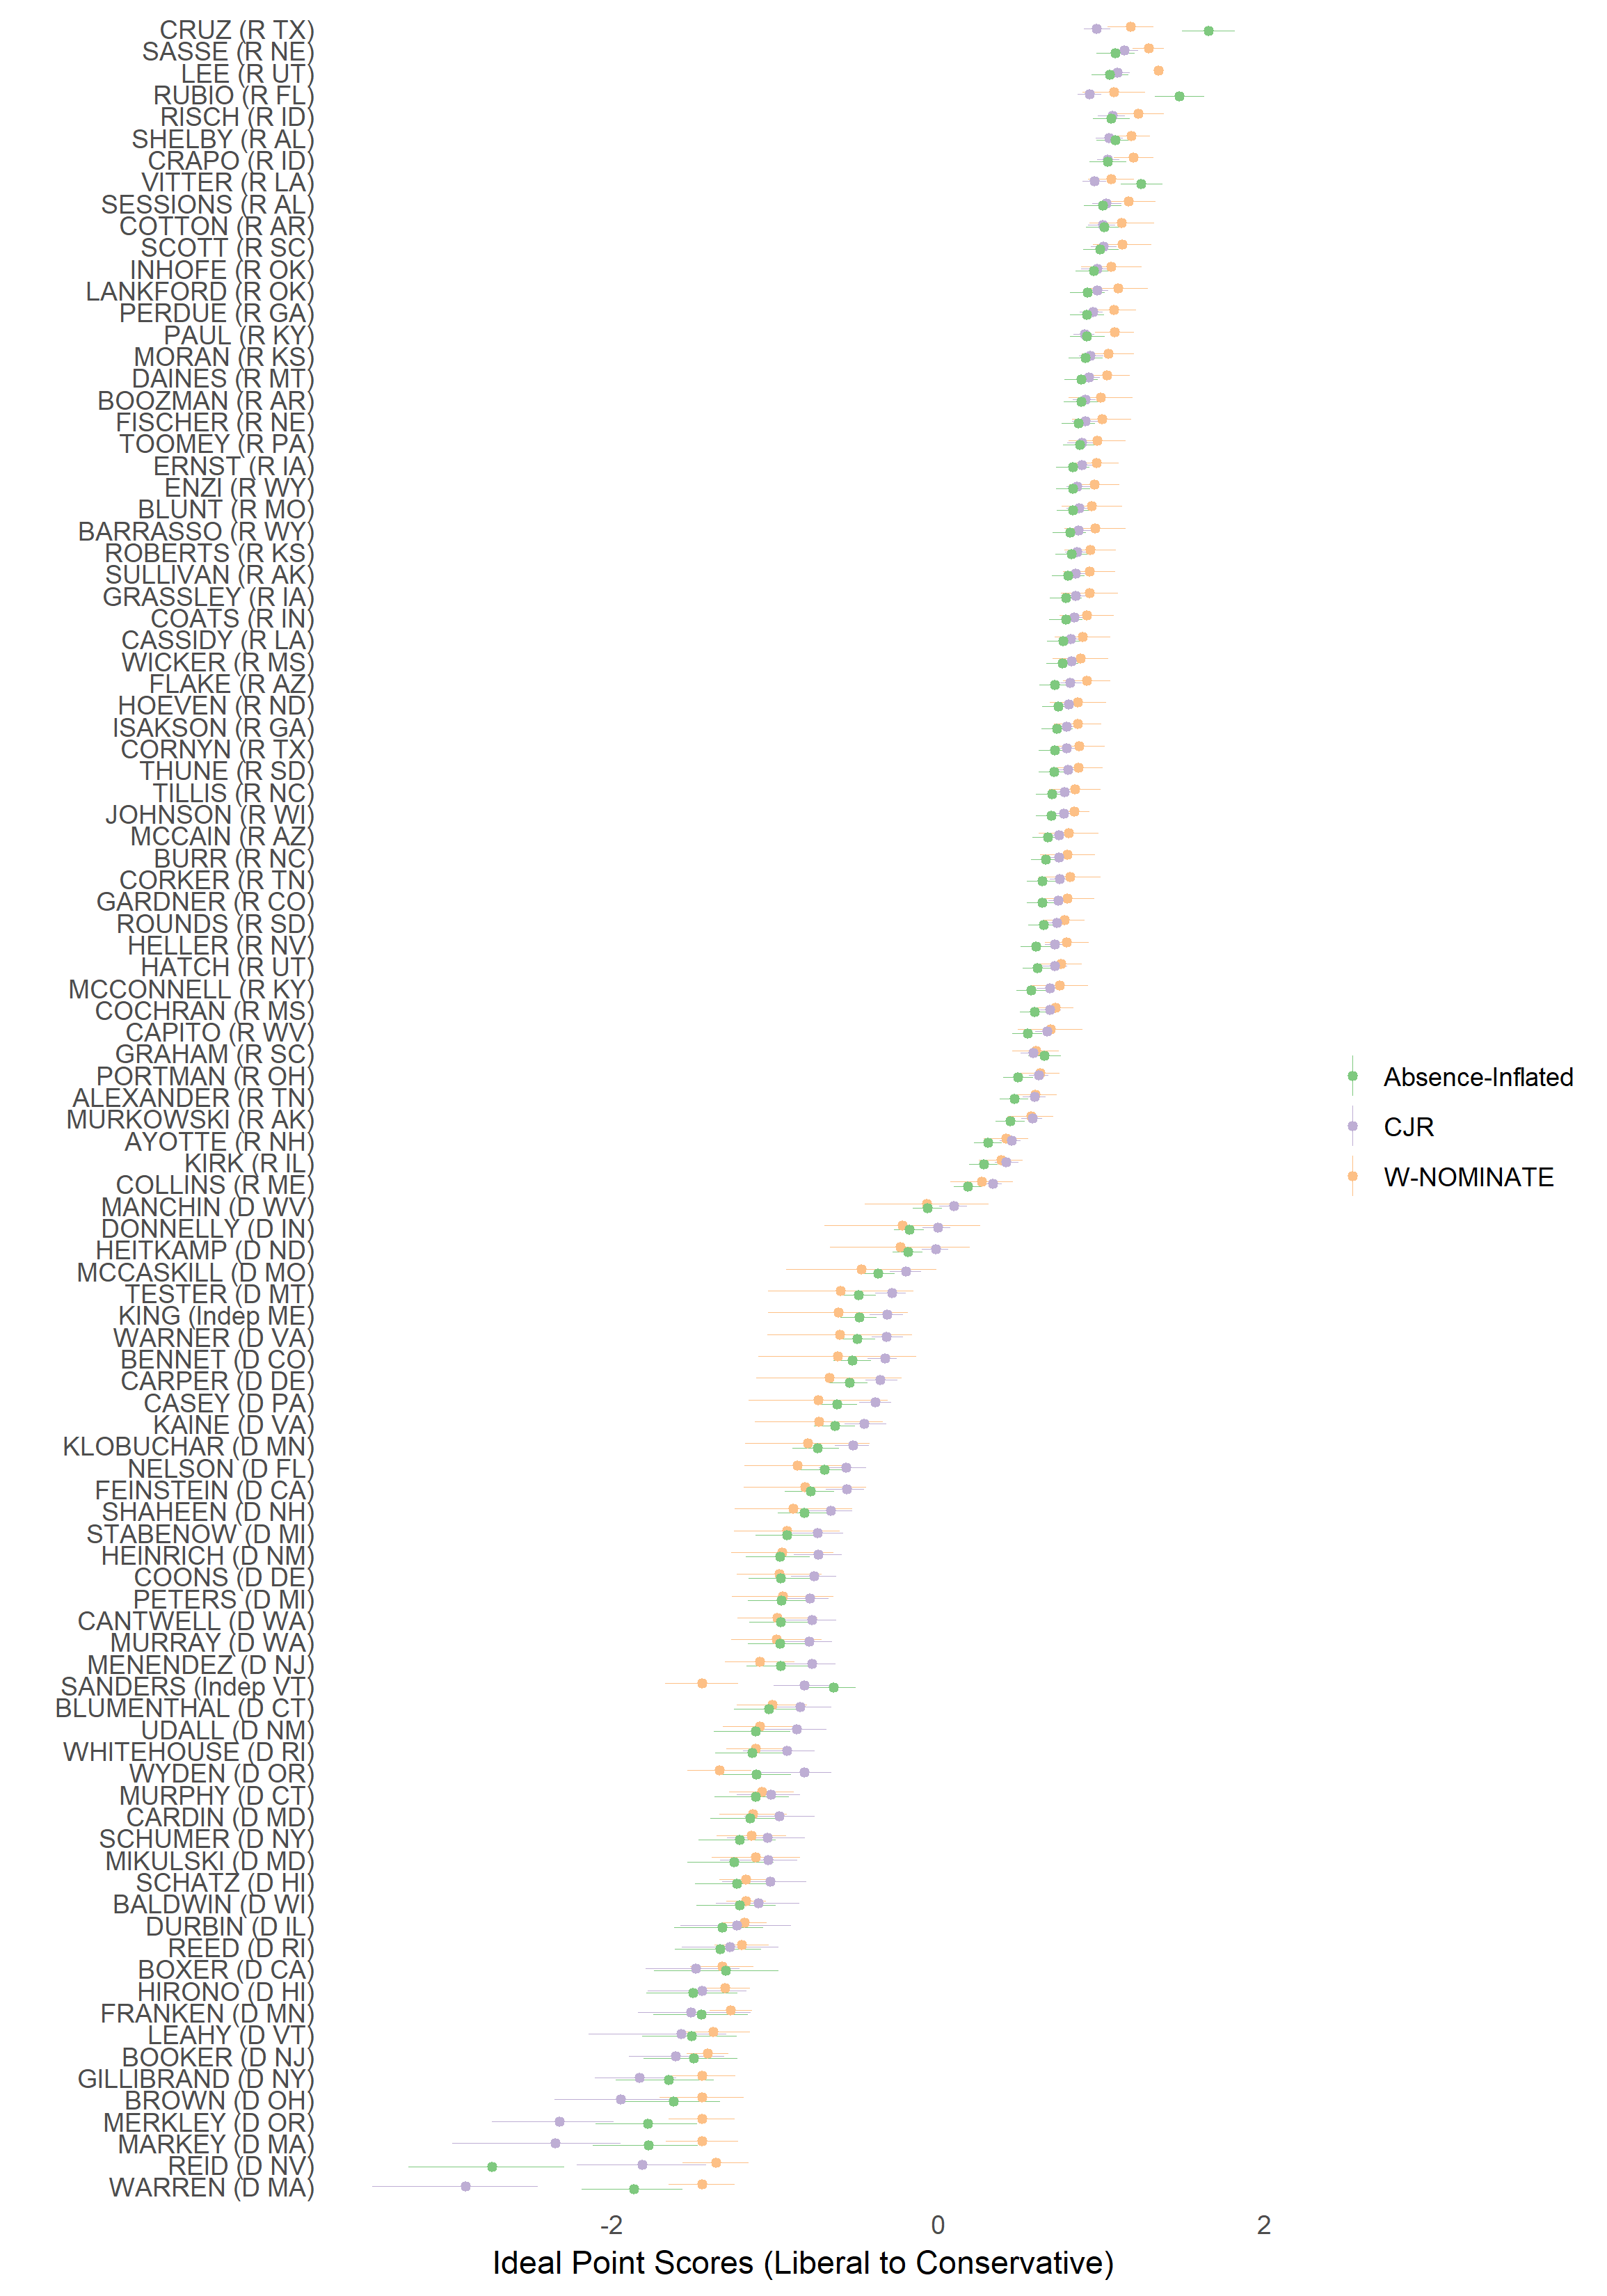 CRUZ (R TX)
SASSE (R NE)
LEE (R UT)
RUBIO (R FL)
RISCH (R ID)
SHELBY (R AL)
CRAPO (R ID)
VITTER (R LA)
SESSIONS (R AL)
COTTON (R AR)
SCOTT (R SC)
INHOFE (R OK)
LANKFORD (R OK)
PERDUE (R GA)
PAUL (R KY)
MORAN (R KS)
DAINES (R MT)
BOOZMAN (R AR)
FISCHER (R NE)
TOOMEY (R PA)
ERNST (R IA)
ENZI (R WY)
BLUNT (R MO)
BARRASSO (R WY)
ROBERTS (R KS)
SULLIVAN (R AK)
GRASSLEY (R IA)
COATS (R IN)
CASSIDY (R LA)
WICKER (R MS)
FLAKE (R AZ)
HOEVEN (R ND)
ISAKSON (R GA)
CORNYN (R TX)
THUNE (R SD)
TILLIS (R NC)
JOHNSON (R WI)
MCCAIN (R AZ)
BURR (R NC)
CORKER (R TN)
GARDNER (R CO)
ROUNDS (R SD)
HELLER (R NV)
HATCH (R UT)
MCCONNELL (R KY)
COCHRAN (R MS)
CAPITO (R WV)
GRAHAM (R SC)
PORTMAN (R OH)
ALEXANDER (R TN)
MURKOWSKI (R AK)
AYOTTE (R NH)
KIRK (R IL)
COLLINS (R ME)
MANCHIN (D WV)
DONNELLY (D IN)
HEITKAMP (D ND)
MCCASKILL (D MO)
TESTER (D MT)
KING (Indep ME)
WARNER (D VA)
BENNET (D CO)
CARPER (D DE)
CASEY (D PA)
KAINE (D VA)
KLOBUCHAR (D MN)
NELSON (D FL)
FEINSTEIN (D CA)
SHAHEEN (D NH)
STABENOW (D MI)
HEINRICH (D NM)
COONS (D DE)
PETERS (D MI)
CANTWELL (D WA)
MURRAY (D WA)
MENENDEZ (D NJ)
SANDERS (Indep VT)
BLUMENTHAL (D CT)
UDALL (D NM)
WHITEHOUSE (D RI)
WYDEN (D OR)
MURPHY (D CT)
CARDIN (D MD)
SCHUMER (D NY)
MIKULSKI (D MD)
SCHATZ (D HI)
BALDWIN (D WI)
DURBIN (D IL)
REED (D RI)
BOXER (D CA)
HIRONO (D HI)
FRANKEN (D MN)
LEAHY (D VT)
BOOKER (D NJ)
GILLIBRAND (D NY)
BROWN (D OH)
MERKLEY (D OR)
MARKEY (D MA)
REID (D NV)
WARREN (D MA)
-2 0 2
Ideal Point Scores (Liberal to Conservative)
Absence-Inflated
CJR
W-NOMINATE